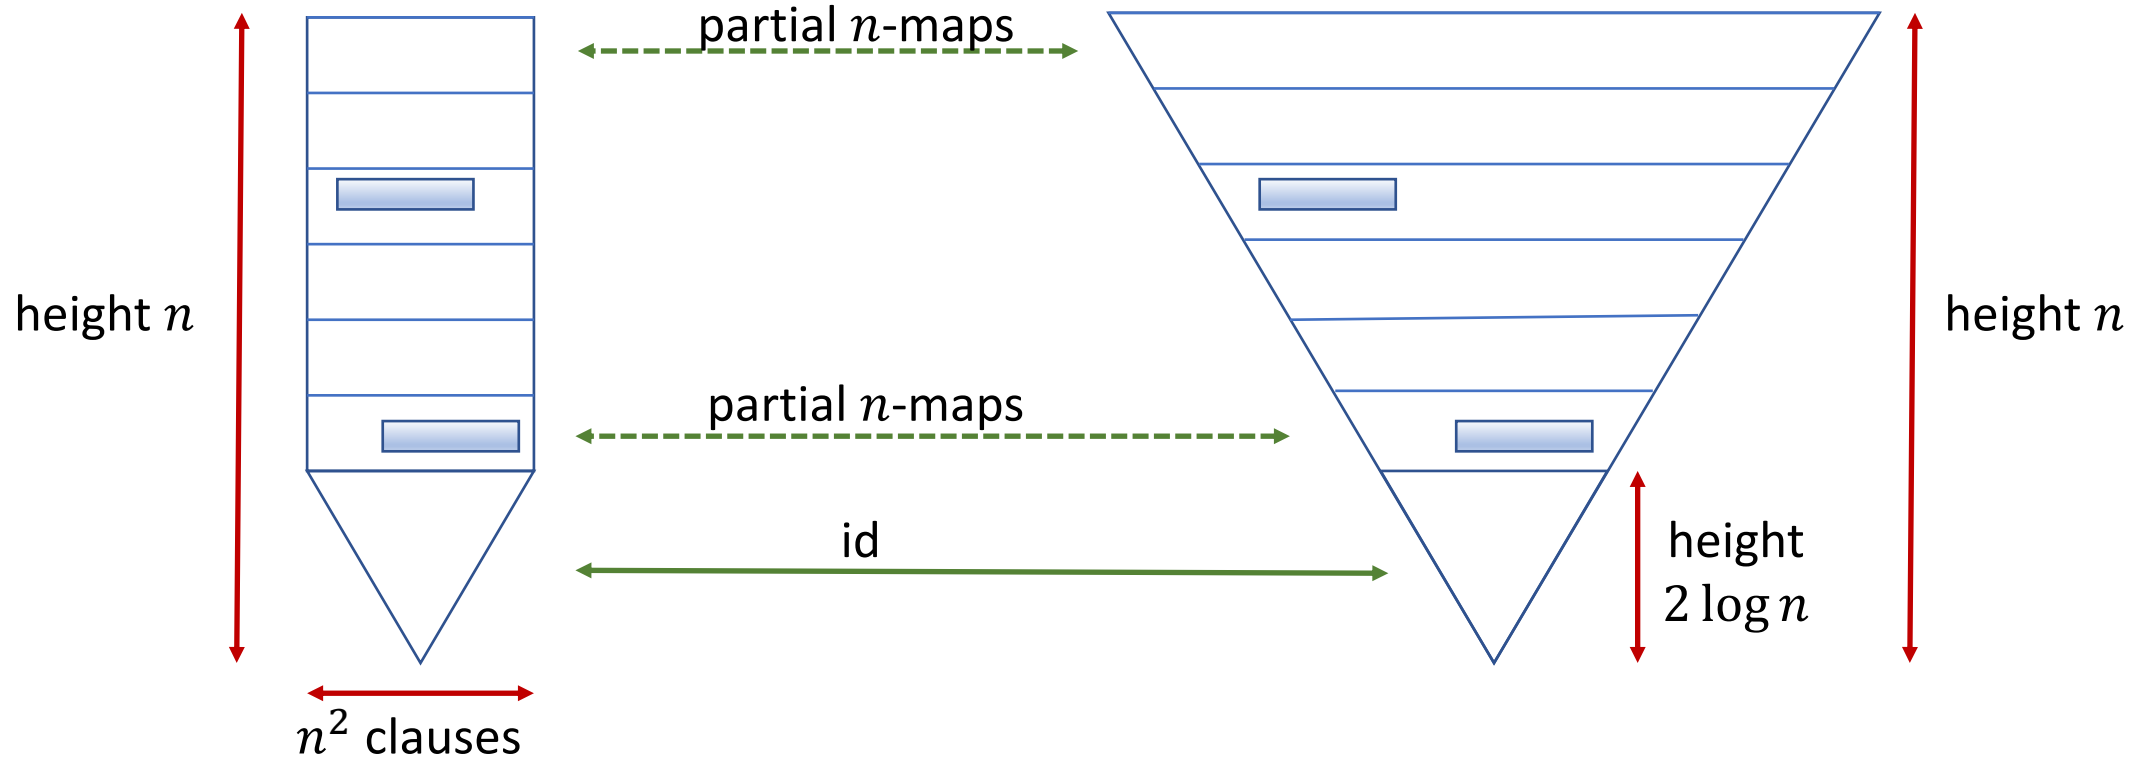 partial n-maps
height n
height n
partial n-maps
id
height
2 log n
n² clauses